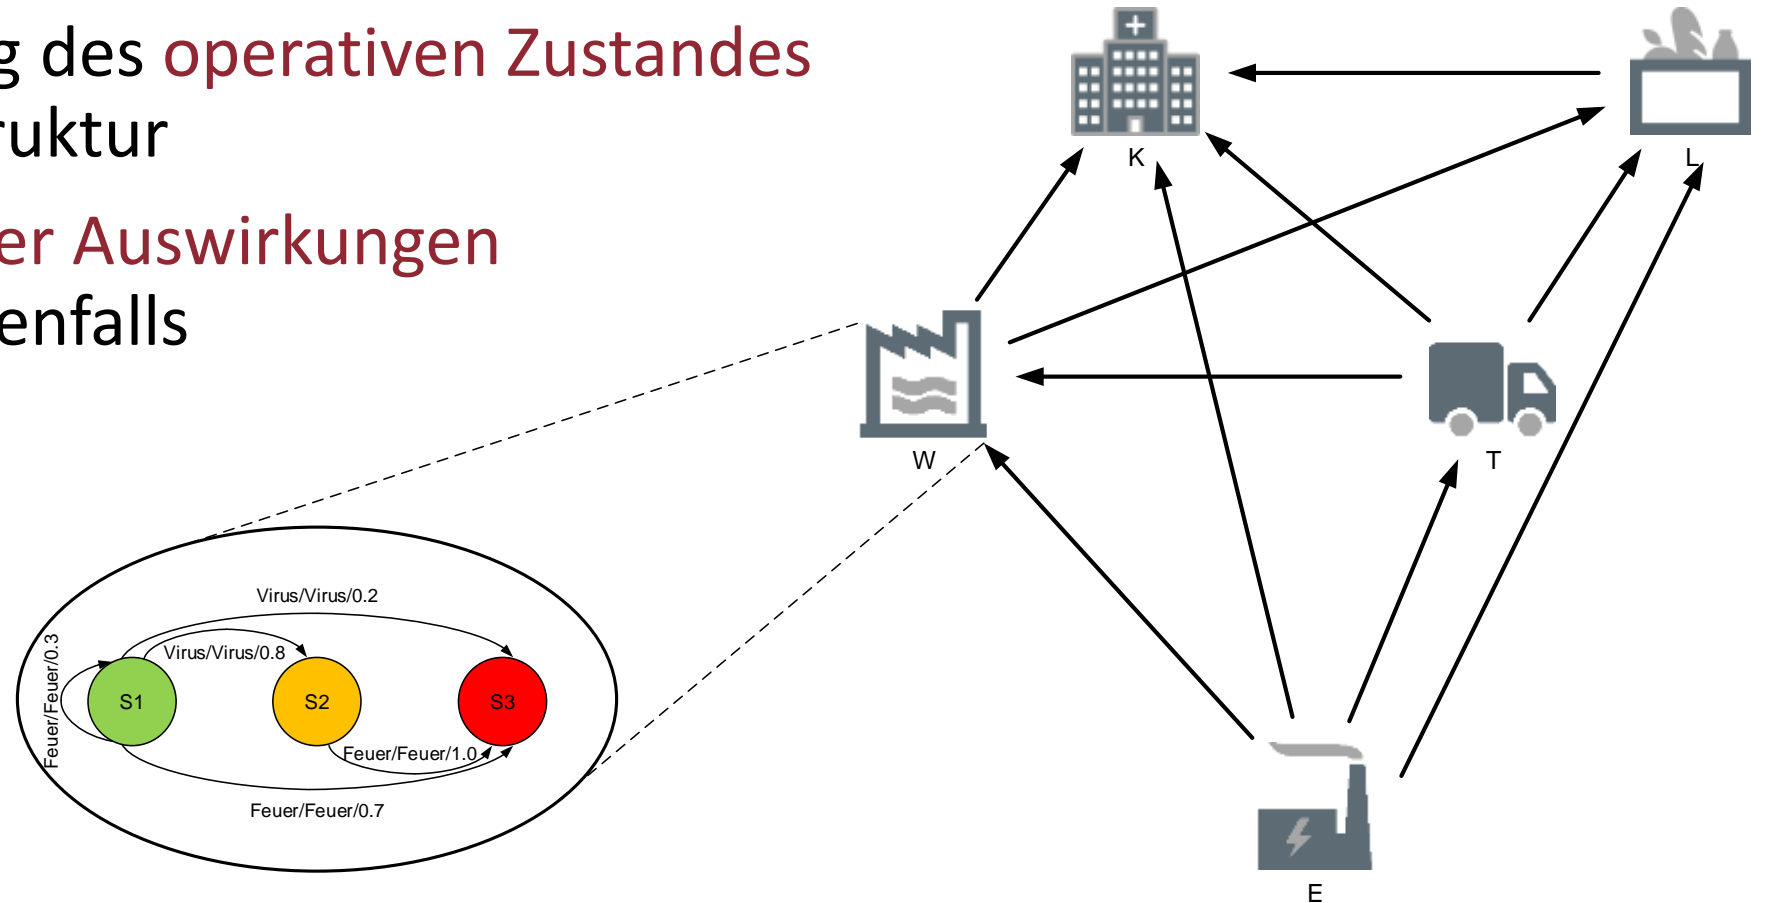 g des operativen Zustandes
ruktur
er Auswirkungen
enfalls
K
L
W
T
E
Virus/Virus/0.2
Virus/Virus/0.8
Feuer/Feuer/0.3
S1
S2
S3
Feuer/Feuer/1.0
Feuer/Feuer/0.7